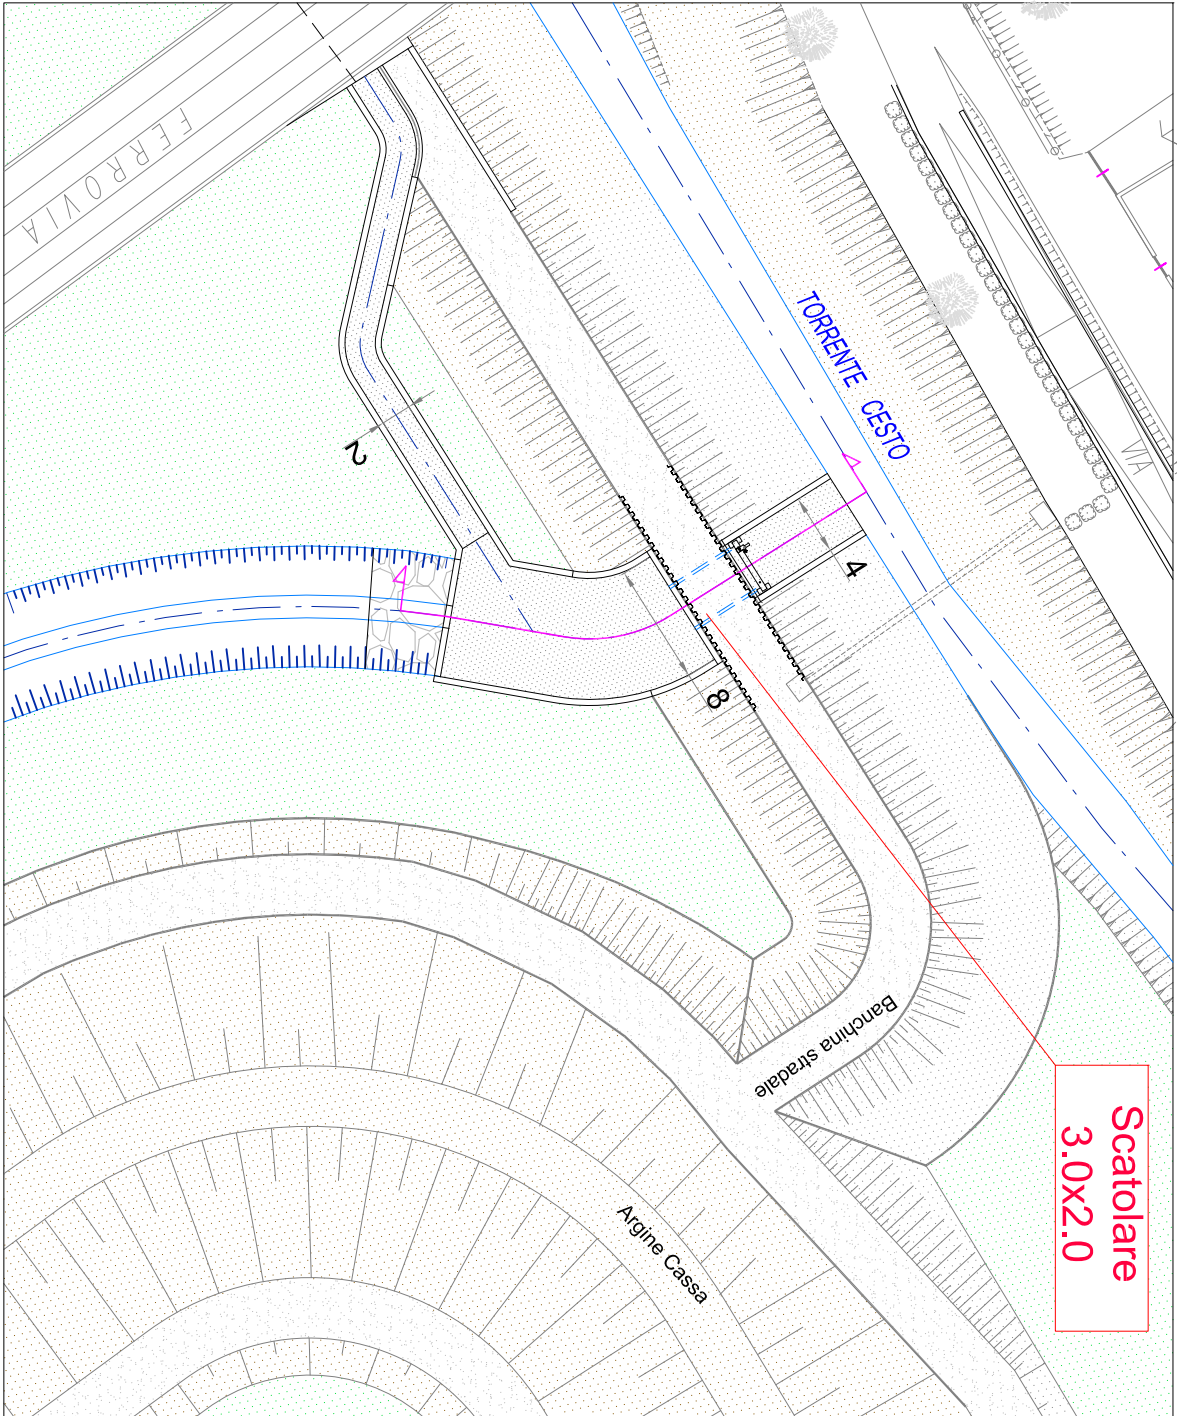 FERROVIA
TORRENTE CESTO
VIA
2
4
8
A
A
Banchina stradale
Argine Cassa
Scatolare
3.0x2.0